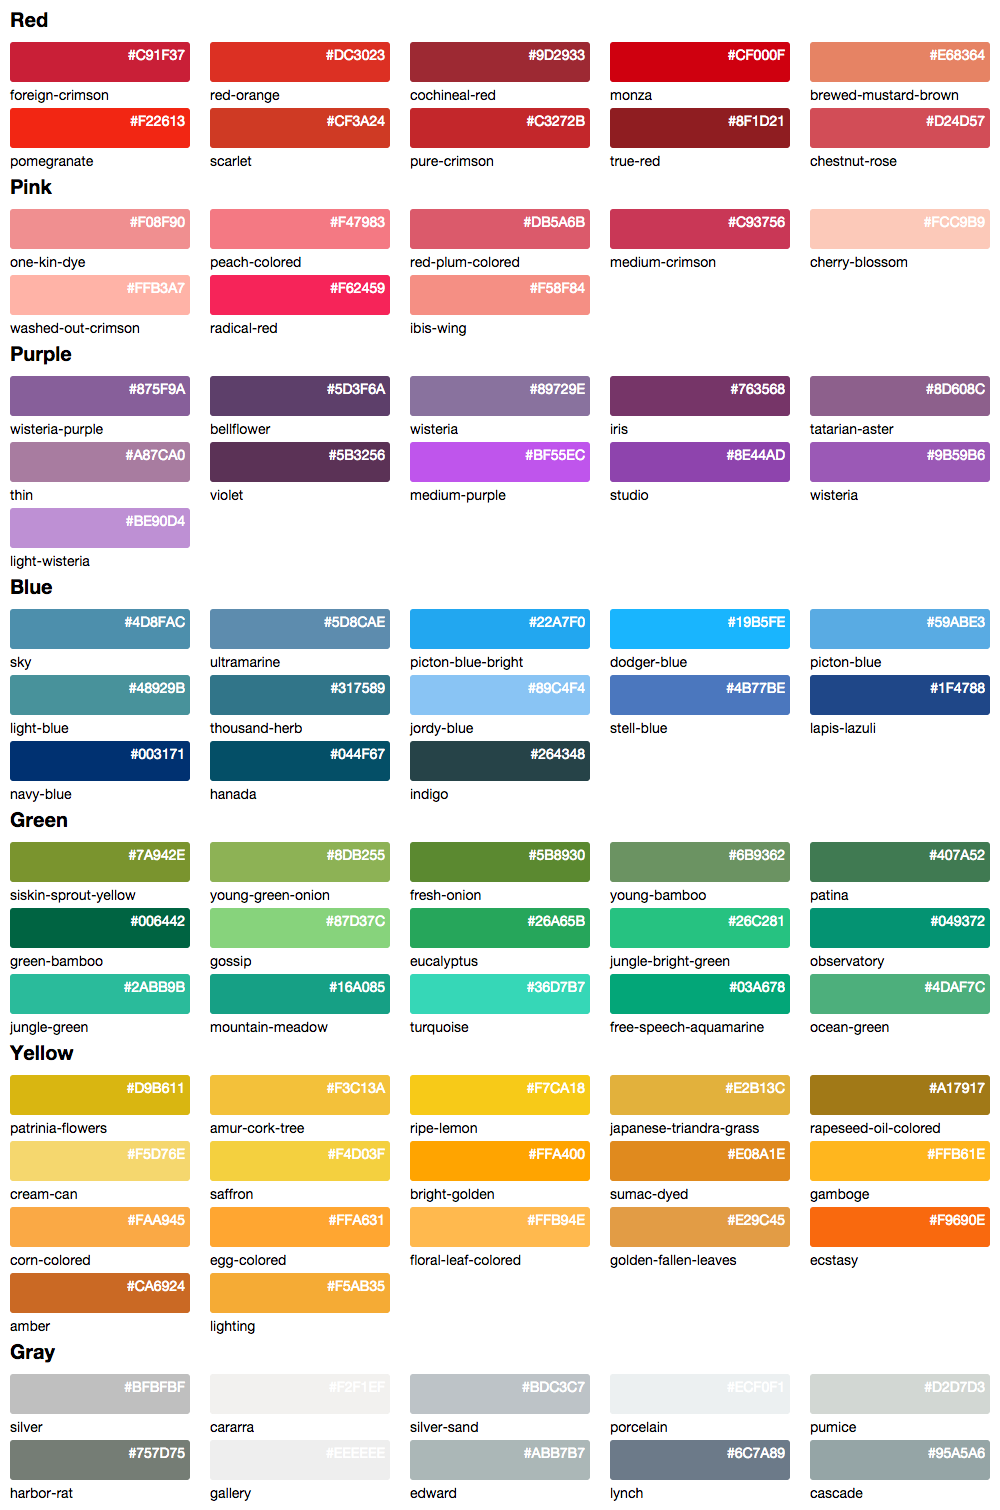 Red
#C91F37 #DC3023 #9D2933 #CF000F #E68364
foreign-crimson red-orange cochineal-red monza brewed-mustard-brown
#F22613 #CF3A24 #C3272B #8F1D21 #D24D57
pomegranate scarlet pure-crimson true-red chestnut-rose
Pink
#F08F90 #F47983 #DB5A6B #C93756 #FCC9B9
one-kin-dye peach-colored red-plum-colored medium-crimson cherry-blossom
#FFB3A7 #F62459 #F58F84
washed-out-crimson radical-red ibis-wing
Purple
#875F9A #5D3F6A #89729E #763568 #8D608C
wisteria-purple bellflower wisteria iris tatarian-aster
#A87CA0 #5B3256 #BF55EC #8E44AD #9B59B6
thin violet medium-purple studio wisteria
#BE90D4
light-wisteria
Blue
#4D8FAC #5D8CAE #22A7F0 #19B5FE #59ABE3
sky ultramarine picton-blue-bright dodger-blue picton-blue
#48929B #317589 #89C4F4 #4B77BE #1F4788
light-blue thousand-herb jordy-blue stell-blue lapis-lazuli
#003171 #044F67 #264348
navy-blue hanada indigo
Green
#7A942E #8DB255 #5B8930 #6B9362 #407A52
siskin-sprout-yellow young-green-onion fresh-onion young-bamboo patina
#006442 #87D37C #26A65B #26C281 #049372
green-bamboo gossip eucalyptus jungle-bright-green observatory
#2ABB9B #16A085 #36D7B7 #03A678 #4DAF7C
jungle-green mountain-meadow turquoise free-speech-aquamarine ocean-green
Yellow
#D9B611 #F3C13A #F7CA18 #E2B13C #A17917
patrinia-flowers amur-cork-tree ripe-lemon japanese-triandra-grass rapeseed-oil-colored
#F5D76E #F4D03F #FFA400 #E08A1E #FFB61E
cream-can saffron bright-golden sumac-dyed gamboge
#FAA945 #FFA631 #FFB94E #E29C45 #F9690E
corn-colored egg-colored floral-leaf-colored golden-fallen-leaves ecstasy
#CA6924 #F5AB35
amber lighting
Gray
#BFBFBF #F2F1EF #BDC3C7 #ECF0F1 #D2D7D3
silver cararra silver-sand porcelain pumice
#757D75 #EEEEEE #ABB7B7 #6C7A89 #95A5A6
harbor-rat gallery edward lynch cascade